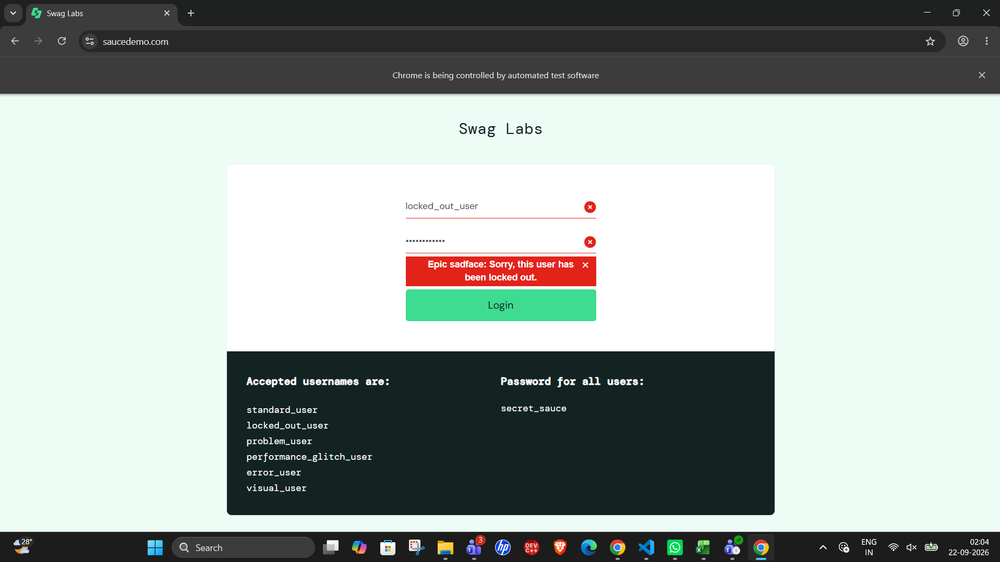 Swag Labs
saucedemo.com
Chrome is being controlled by automated test software
Swag Labs
locked_out_user
••••••••••••
Epic sadface: Sorry, this user has
been locked out.
Login
Accepted usernames are:
standard_user
locked_out_user
problem_user
performance_glitch_user
error_user
visual_user
Password for all users:
secret_sauce
28°
Search
3
hp
DEV
C++
ENG
IN
02:04
22-09-2026